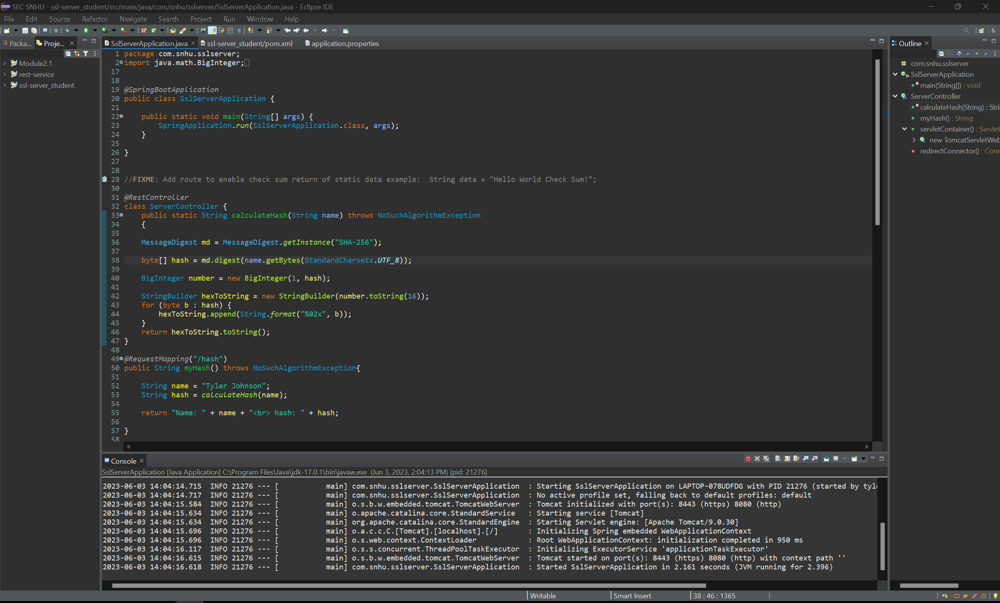 SEC SNHU - ssl-server_student/src/main/java/com/snhu/sslserver/SslServerApplication.java - Eclipse IDE
File Edit Source Refactor Navigate Search Project Run Window Help
Packa... Proje...
Module2.1
rest-service
ssl-server_student
SslServerApplication.java ssl-server_student/pom.xml application.properties
1 package com.snhu.sslserver;
2 import java.math.BigInteger;
17
18
19 @SpringBootApplication
20 public class SslServerApplication {
21
22 public static void main(String[] args) {
23 SpringApplication.run(SslServerApplication.class, args);
24 }
25
26 }
27
28
29 //FIXME: Add route to enable check sum return of static data example:  String data = "Hello World Check Sum!";
30
31 @RestController
32 class ServerController {
33 public static String calculateHash(String name) throws NoSuchAlgorithmException
34 {
35
36 MessageDigest md = MessageDigest.getInstance("SHA-256");
37
38 byte[] hash = md.digest(name.getBytes(StandardCharsets.UTF_8));
39
40 BigInteger number = new BigInteger(1, hash);
41
42 StringBuilder hexToString = new StringBuilder(number.toString(16));
43 for (byte b : hash) {
44 hexToString.append(String.format("%02x", b));
45 }
46 return hexToString.toString();
47 }
48
49 @RequestMapping("/hash")
50 public String myHash() throws NoSuchAlgorithmException{
51
52 String name = "Tyler Johnson";
53 String hash = calculateHash(name);
54
55 return "Name: " + name + "<br> hash: " + hash;
56
57 }
58
Outline
com.snhu.sslserver
SslServerApplication
main(String[]) : void
ServerController
calculateHash(String) : Stri
myHash() : String
servletContainer() : Servlet
new TomcatServletWeb
redirectConnector() : Conn
Console
SslServerApplication [Java Application] C:\Program Files\Java\jdk-17.0.1\bin\javaw.exe (Jun 3, 2023, 2:04:13 PM) [pid: 21276]
2023-06-03 14:04:14.715  INFO 21276 --- [           main] com.snhu.sslserver.SslServerApplication  : Starting SslServerApplication on LAPTOP-078UDFDG with PID 21276 (started by tyl
2023-06-03 14:04:14.717  INFO 21276 --- [           main] com.snhu.sslserver.SslServerApplication  : No active profile set, falling back to default profiles: default
2023-06-03 14:04:15.584  INFO 21276 --- [           main] o.s.b.w.embedded.tomcat.TomcatWebServer  : Tomcat initialized with port(s): 8443 (https) 8080 (http)
2023-06-03 14:04:15.634  INFO 21276 --- [           main] o.apache.catalina.core.StandardService   : Starting service [Tomcat]
2023-06-03 14:04:15.634  INFO 21276 --- [           main] org.apache.catalina.core.StandardEngine  : Starting Servlet engine: [Apache Tomcat/9.0.30]
2023-06-03 14:04:15.696  INFO 21276 --- [           main] o.a.c.c.C.[Tomcat].[localhost].[/]       : Initializing Spring embedded WebApplicationContext
2023-06-03 14:04:15.696  INFO 21276 --- [           main] o.s.web.context.ContextLoader            : Root WebApplicationContext: initialization completed in 950 ms
2023-06-03 14:04:16.117  INFO 21276 --- [           main] o.s.s.concurrent.ThreadPoolTaskExecutor  : Initializing ExecutorService 'applicationTaskExecutor'
2023-06-03 14:04:16.615  INFO 21276 --- [           main] o.s.b.w.embedded.tomcat.TomcatWebServer  : Tomcat started on port(s): 8443 (https) 8080 (http) with context path ''
2023-06-03 14:04:16.618  INFO 21276 --- [           main] com.snhu.sslserver.SslServerApplication  : Started SslServerApplication in 2.161 seconds (JVM running for 2.396)
Writable Smart Insert 38 : 46 : 1365